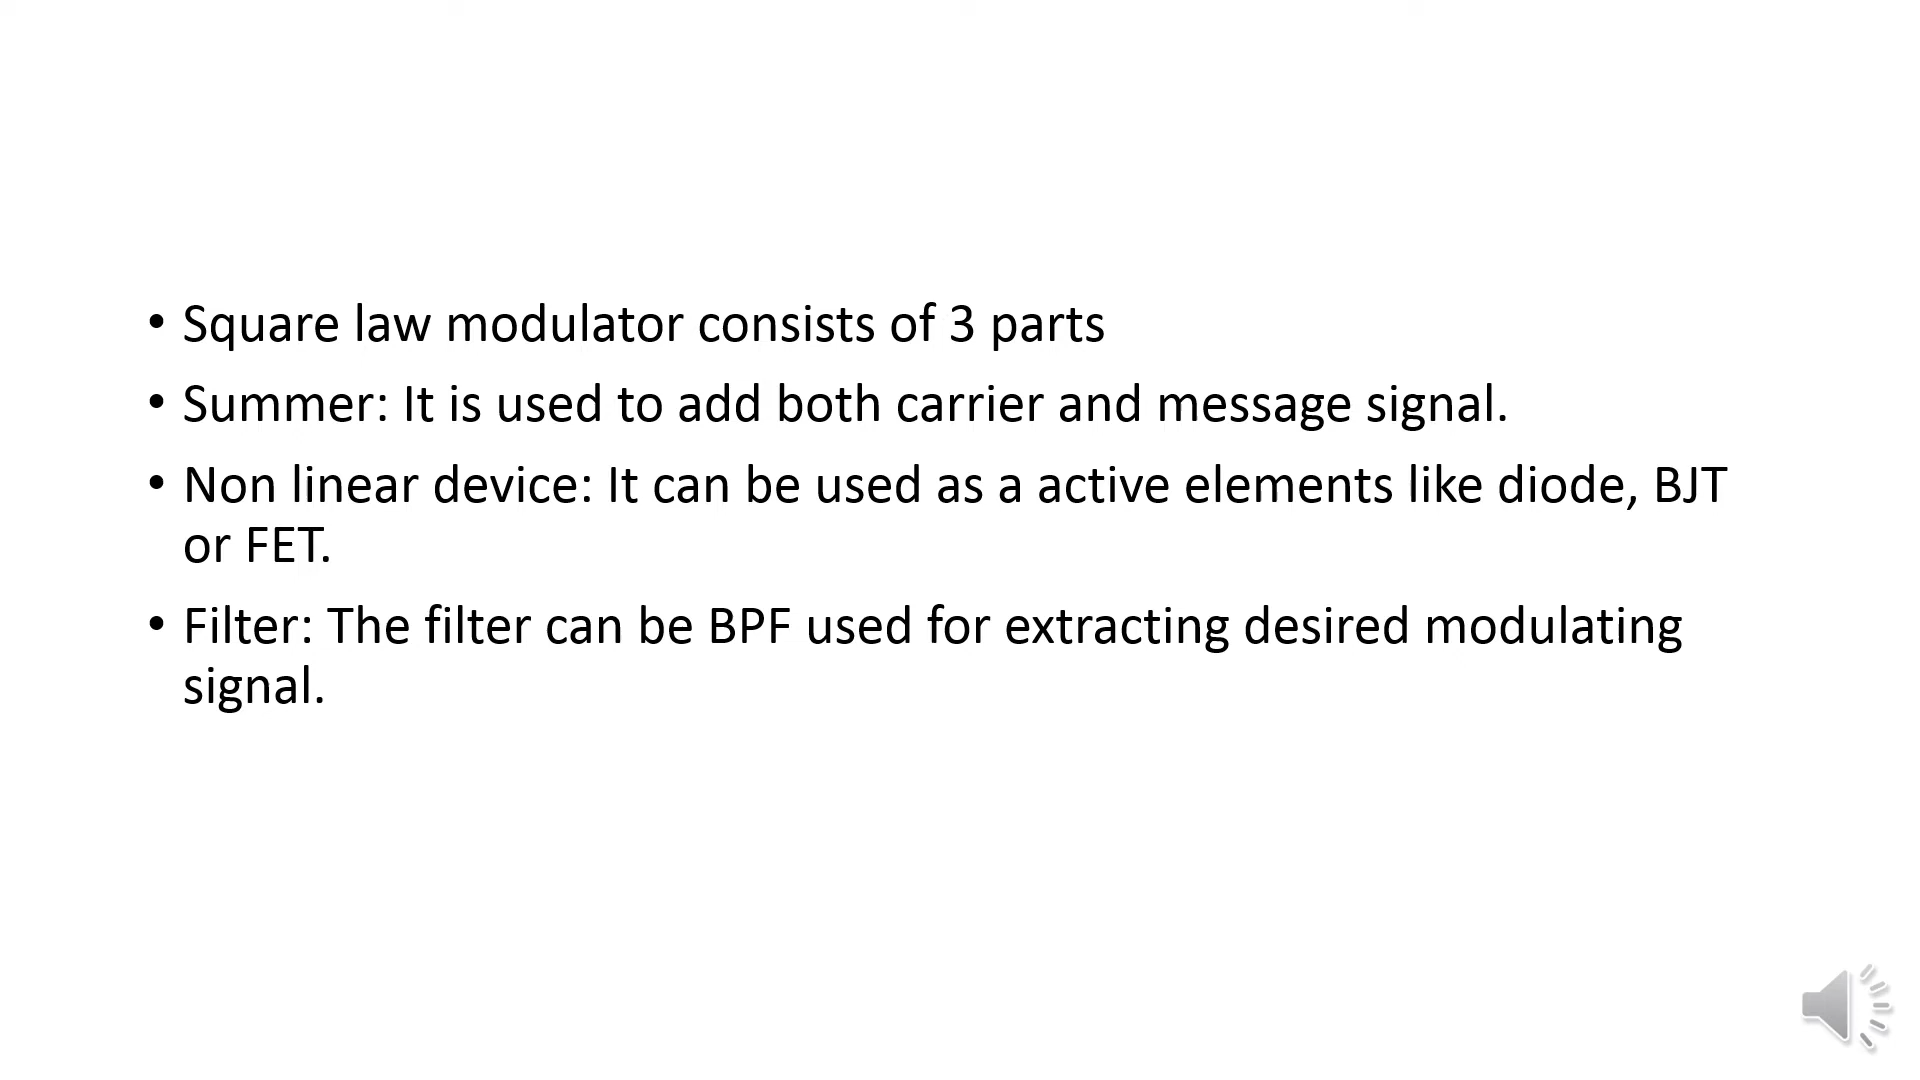 • Square law modulator consists of 3 parts
• Summer: It is used to add both carrier and message signal.
• Non linear device: It can be used as a active elements like diode, BJT
or FET.
• Filter: The filter can be BPF used for extracting desired modulating
signal.